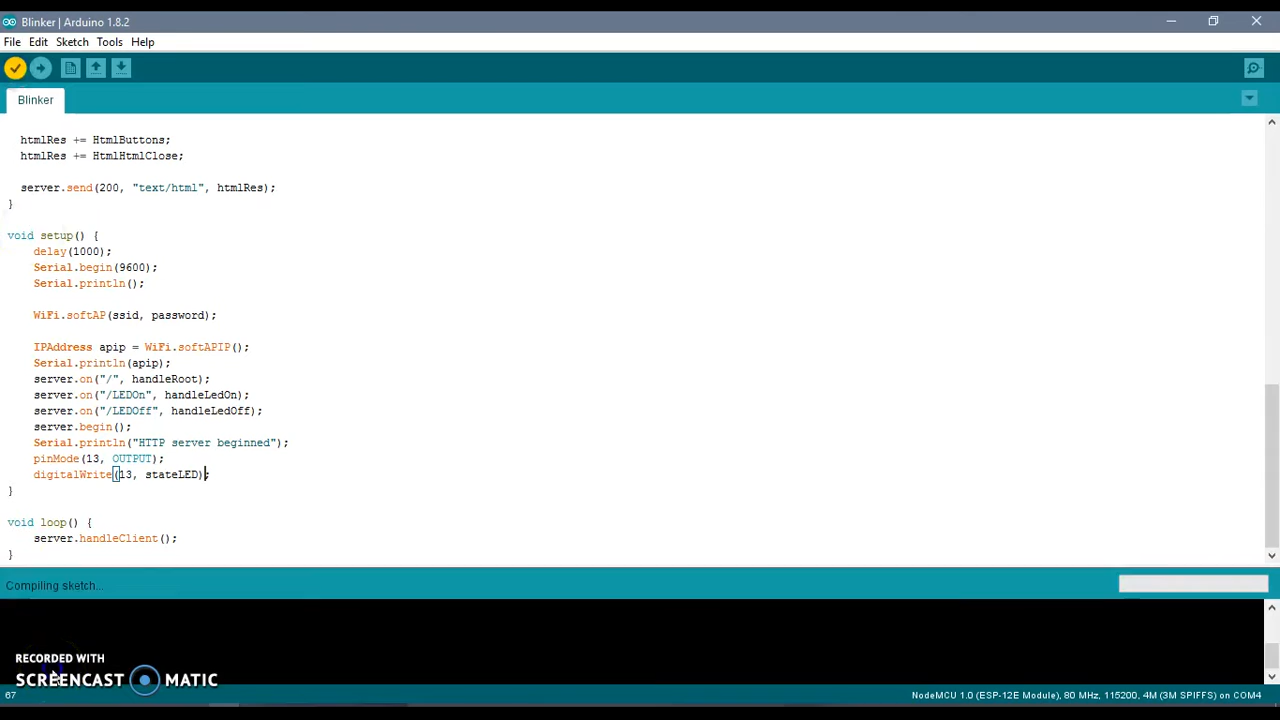 Blinker | Arduino 1.8.2
File Edit Sketch Tools Help
Blinker
htmlRes += HtmlButtons;
htmlRes += HtmlHtmlClose;
server.send(200, "text/html", htmlRes);
}
void setup() {
delay(1000);
Serial.begin(9600);
Serial.println();
WiFi.softAP(ssid, password);
IPAddress apip = WiFi.softAPIP();
Serial.println(apip);
server.on("/", handleRoot);
server.on("/LEDOn", handleLedOn);
server.on("/LEDOff", handleLedOff);
server.begin();
Serial.println("HTTP server beginned");
pinMode(13, OUTPUT);
digitalWrite(13, stateLED);
}
void loop() {
server.handleClient();
}
Compiling sketch...
RECORDED WITH
SCREENCAST MATIC
67 NodeMCU 1.0 (ESP-12E Module), 80 MHz, 115200, 4M (3M SPIFFS) on COM4